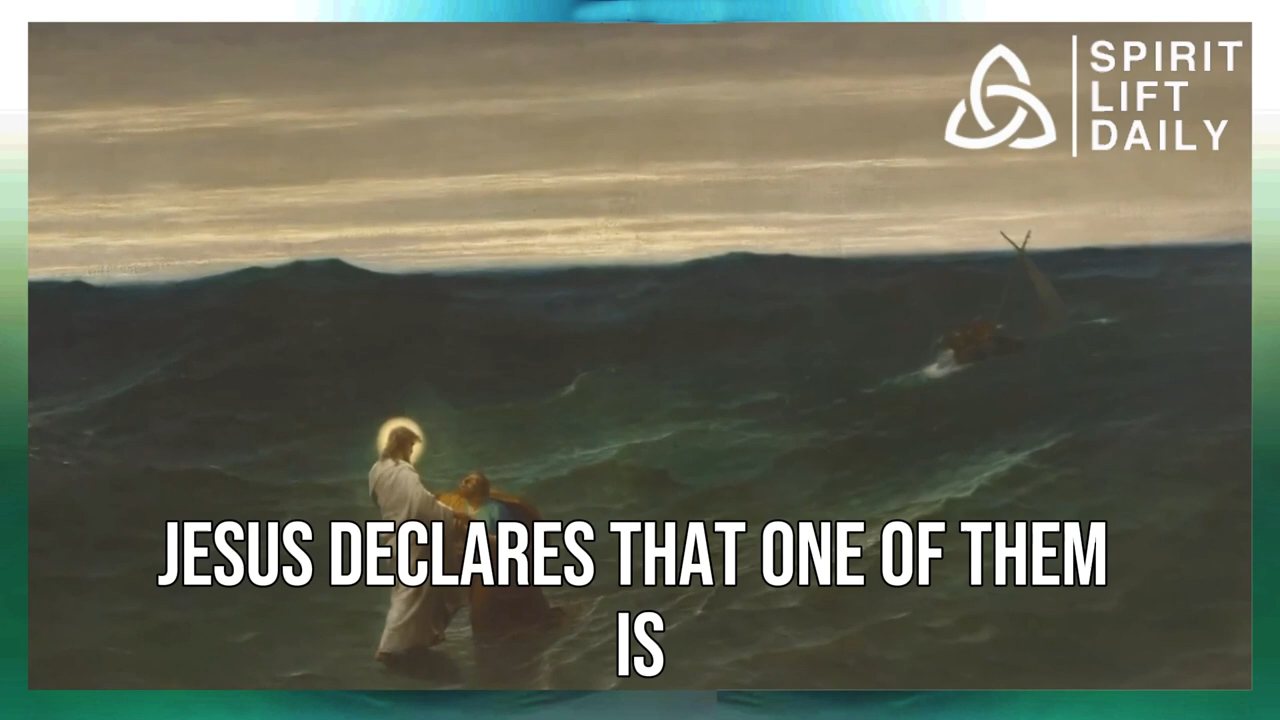 SPIRIT
LIFT
DAILY
JESUS DECLARES THAT ONE OF THEM
IS